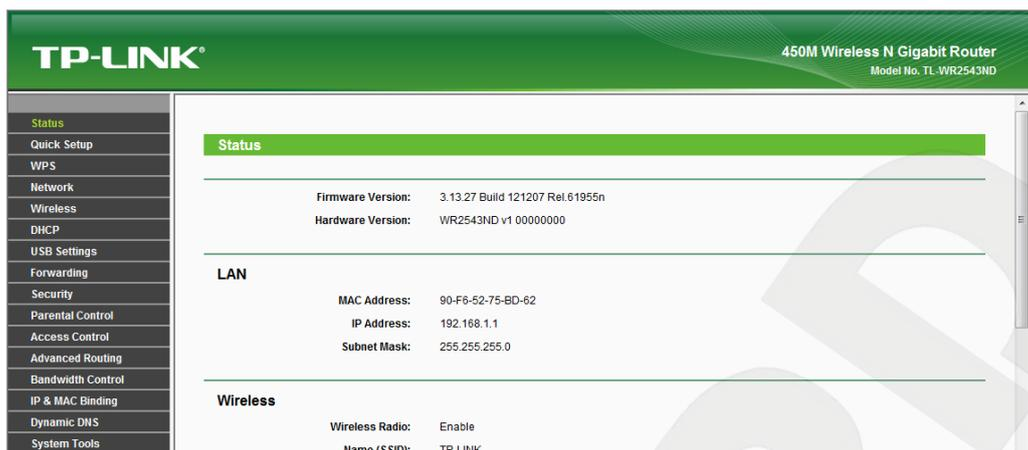 TP-LINK®
450M Wireless N Gigabit Router
Model No. TL-WR2543ND
Status
Quick Setup
WPS
Network
Wireless
DHCP
USB Settings
Forwarding
Security
Parental Control
Access Control
Advanced Routing
Bandwidth Control
IP & MAC Binding
Dynamic DNS
System Tools
Status
Firmware Version: 3.13.27 Build 121207 Rel.61955n
Hardware Version: WR2543ND v1 00000000
LAN
MAC Address: 90-F6-52-75-BD-62
IP Address: 192.168.1.1
Subnet Mask: 255.255.255.0
Wireless
Wireless Radio: Enable
Name (SSID): TP-LINK